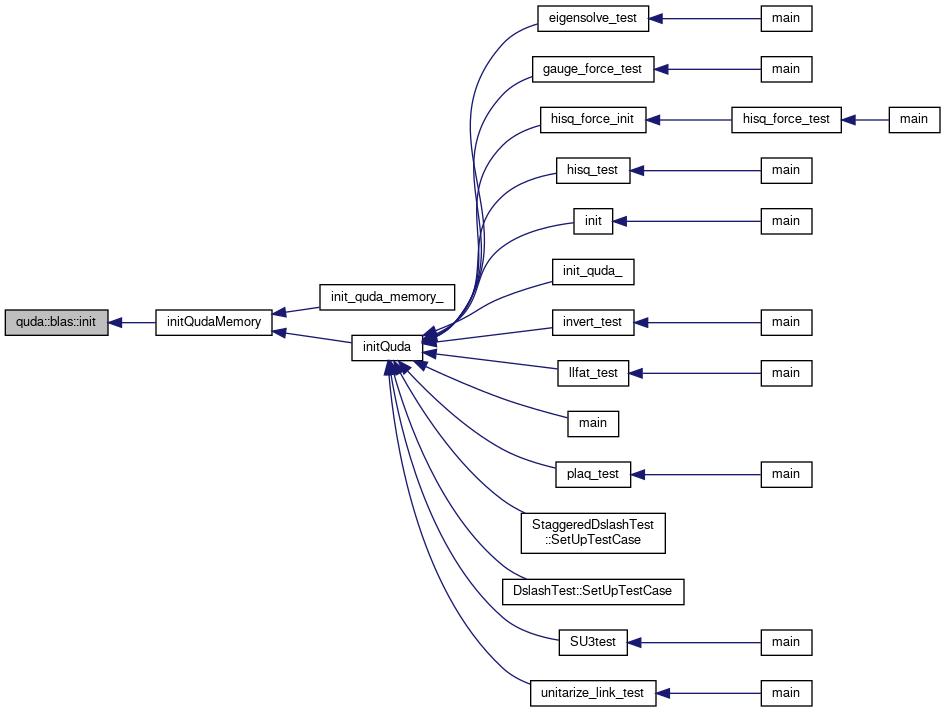 eigensolve_test
main
gauge_force_test
main
hisq_force_init
hisq_force_test
main
hisq_test
main
init
main
init_quda_
init_quda_memory_
quda::blas::init
initQudaMemory
invert_test
main
initQuda
llfat_test
main
main
plaq_test
main
StaggeredDslashTest
::SetUpTestCase
DslashTest::SetUpTestCase
SU3test
main
unitarize_link_test
main